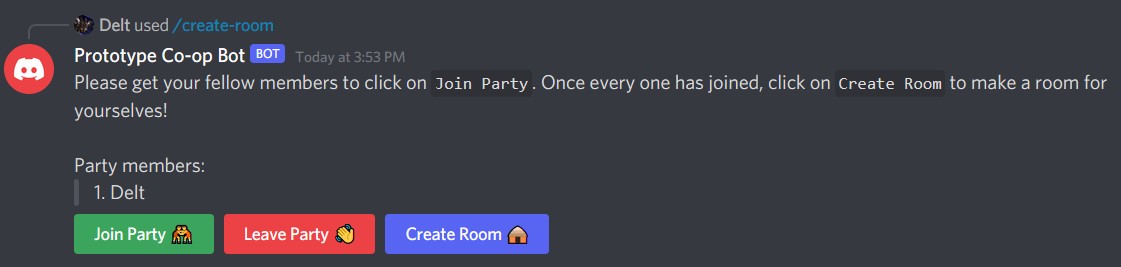 Delt used /create-room
Prototype Co-op Bot BOT Today at 3:53 PM
Please get your fellow members to click on Join Party. Once every one has joined, click on Create Room to make a room for
yourselves!
Party members:
1. Delt
Join Party Leave Party Create Room